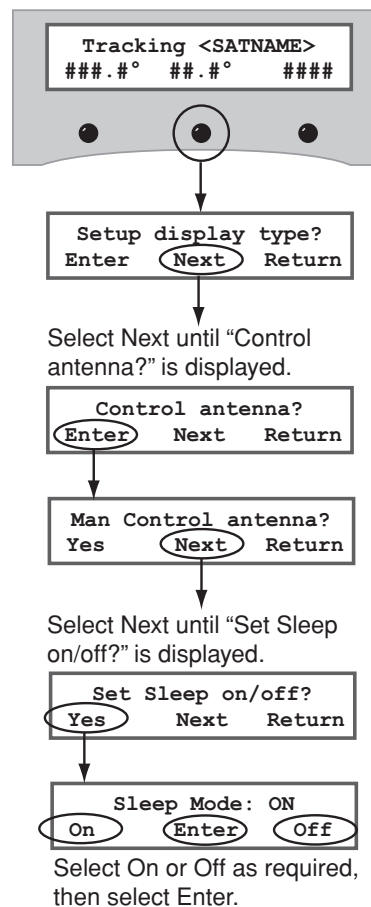 Tracking <SATNAME>
###.#° ##.#° ####
Setup display type?
Enter Next Return
Select Next until “Control
antenna?” is displayed.
Control antenna?
Enter Next Return
Man Control antenna?
Yes Next Return
Select Next until “Set Sleep
on/off?” is displayed.
Set Sleep on/off?
Yes Next Return
Sleep Mode: ON
On Enter Off
Select On or Off as required,
then select Enter.